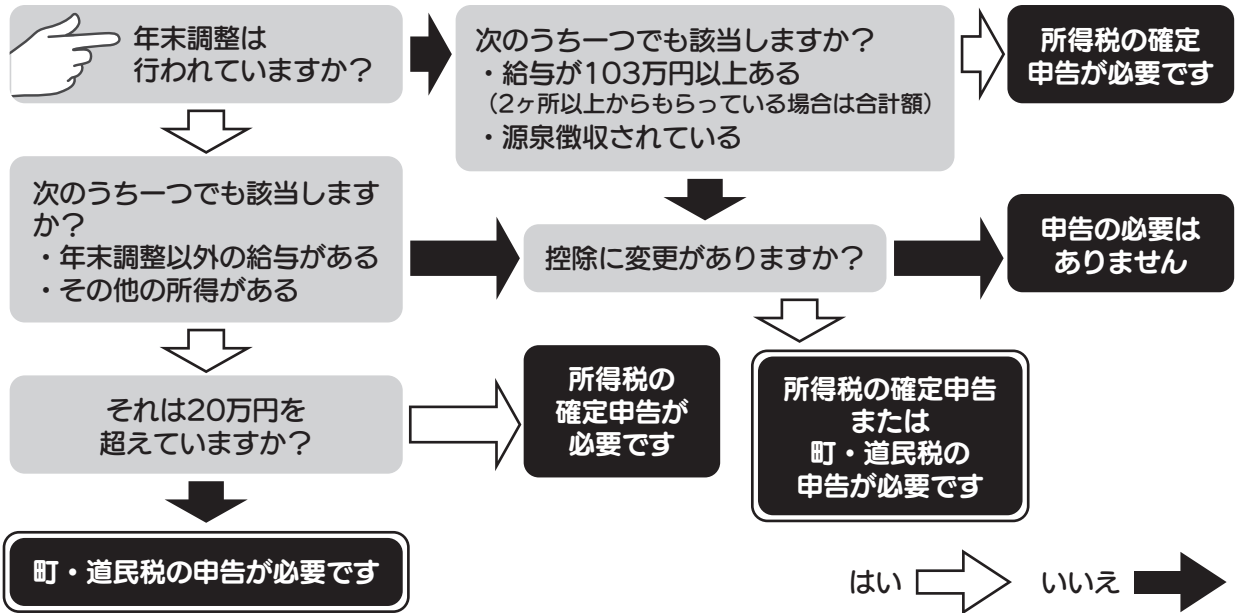 年末調整は
行われていますか？
次のうち一つでも該当しますか？
・給与が103万円以上ある
（2ヶ所以上からもらっている場合は合計額）
・源泉徴収されている
所得税の確定
申告が必要です
次のうち一つでも該当します
か？
・年末調整以外の給与がある
・その他の所得がある
控除に変更がありますか？
申告の必要は
ありません
それは20万円を
超えていますか？
所得税の
確定申告が
必要です
所得税の確定申告
または
町・道民税の
申告が必要です
町・道民税の申告が必要です
はい
いいえ